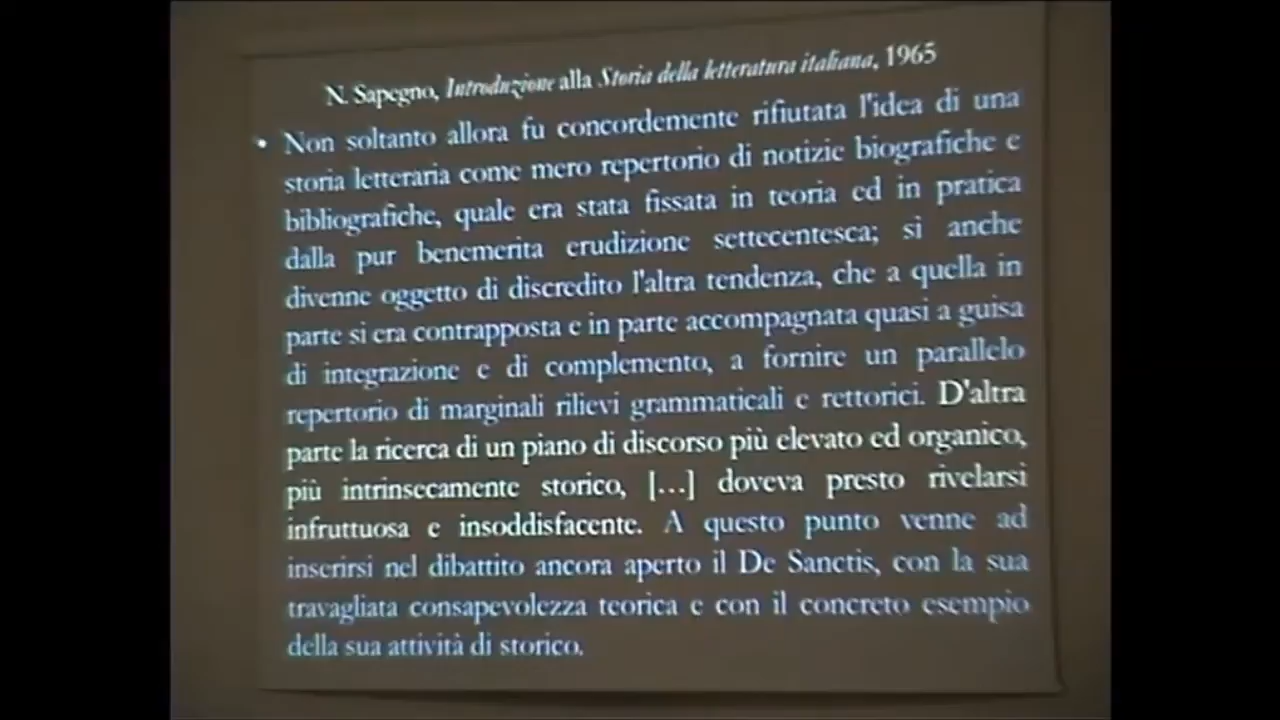 N. Sapegno, Introduzione alla Storia della letteratura italiana, 1965
• Non soltanto allora fu concordemente rifiutata l'idea di una
storia letteraria come mero repertorio di notizie biografiche e
bibliografiche, quale era stata fissata in teoria ed in pratica
dalla pur benemerita erudizione settecentesca; si anche
divenne oggetto di discredito l'altra tendenza, che a quella in
parte si era contrapposta e in parte accompagnata quasi a guisa
di integrazione e di complemento, a fornire un parallelo
repertorio di marginali rilievi grammaticali e rettorici. D'altra
parte la ricerca di un piano di discorso più elevato ed organico,
più intrinsecamente storico, [...] doveva presto rivelarsi
infruttuosa e insoddisfacente. A questo punto venne ad
inserirsi nel dibattito ancora aperto il De Sanctis, con la sua
travagliata consapevolezza teorica e con il concreto esempio
della sua attività di storico.